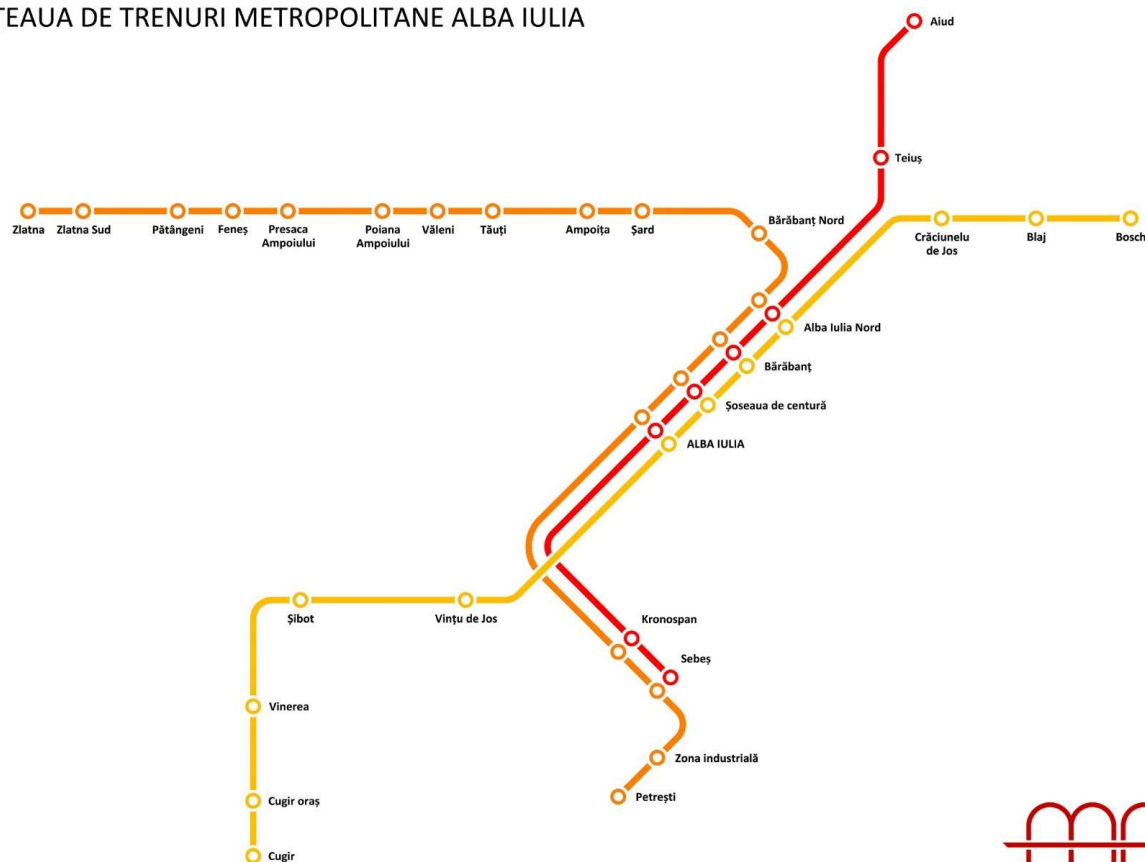 TEAUA DE TRENURI METROPOLITANE ALBA IULIA
Aiud
Teiuș
Zlatna
Zlatna Sud
Pătângeni
Feneș
Presaca
Ampoiului
Poiana
Ampoiului
Văleni
Tăuți
Ampoița
Șard
Bărăbanț Nord
Crăciunelu
de Jos
Blaj
Bosch
Alba Iulia Nord
Bărăbanț
Șoseaua de centură
ALBA IULIA
Șibot
Vințu de Jos
Kronospan
Sebeș
Vinerea
Zona industrială
Petrești
Cugir oraș
Cugir